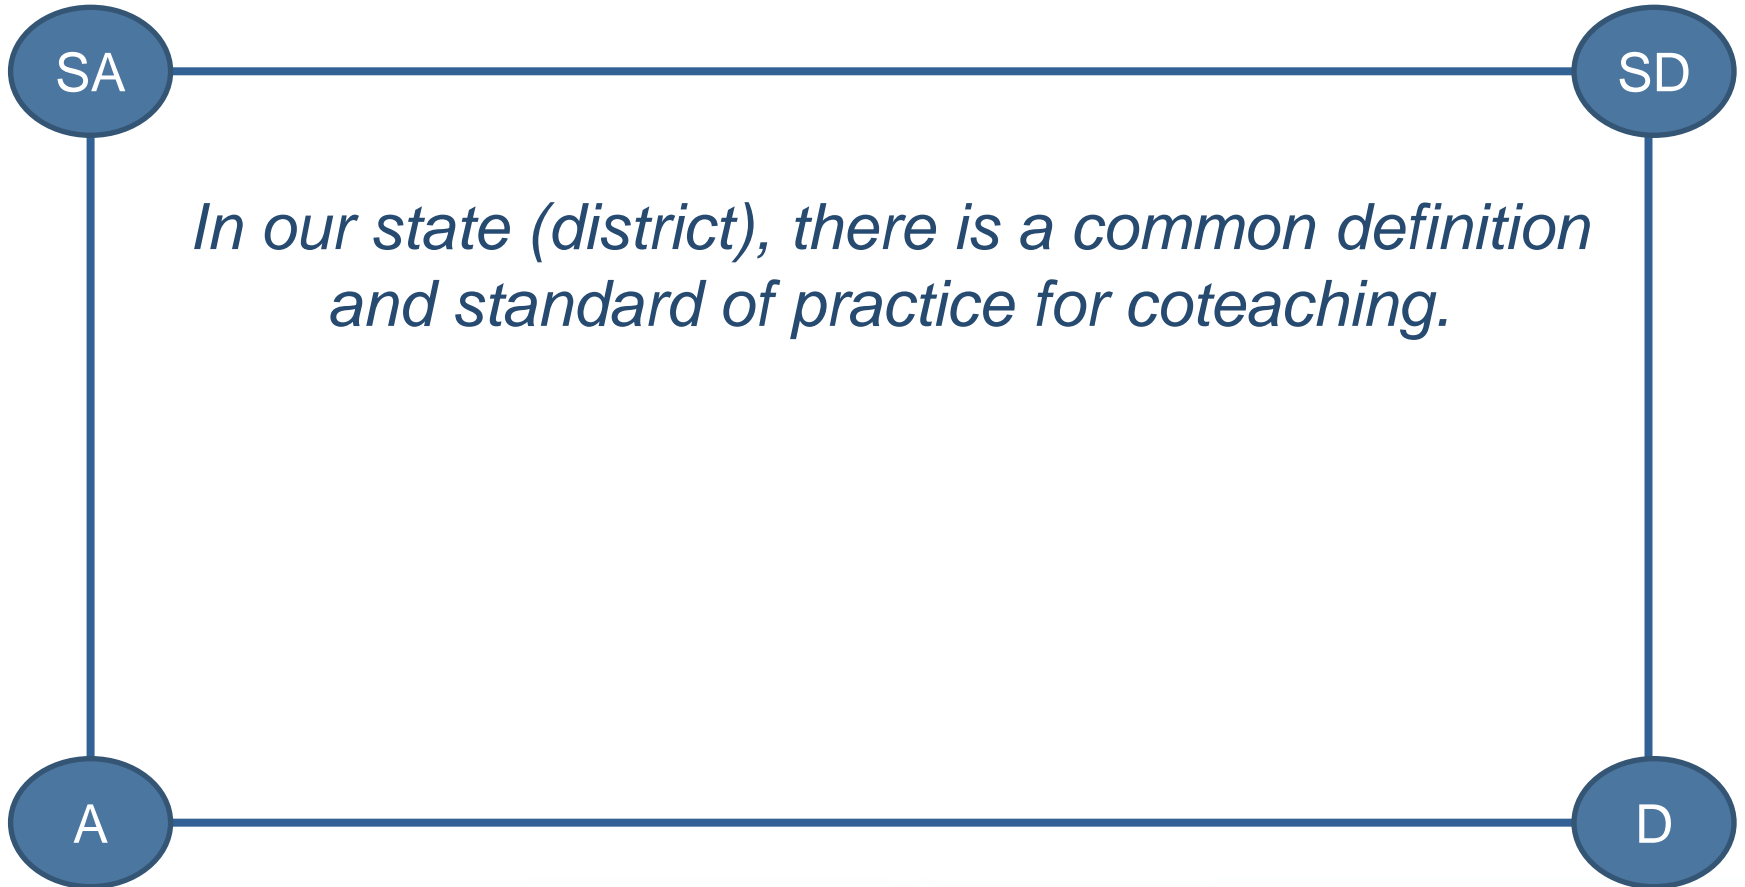 SA
SD
In our state (district), there is a common definition
and standard of practice for coteaching.
A
D